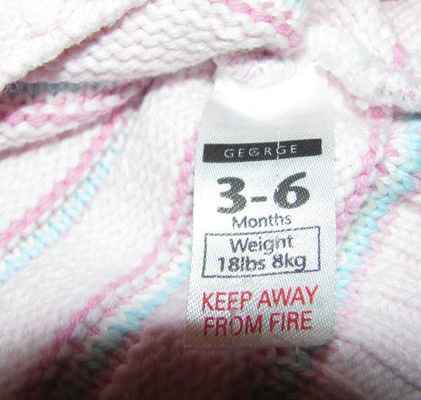 GEORGE
3-6
Months
Weight
18lbs 8kg
KEEP AWAY
FROM FIRE